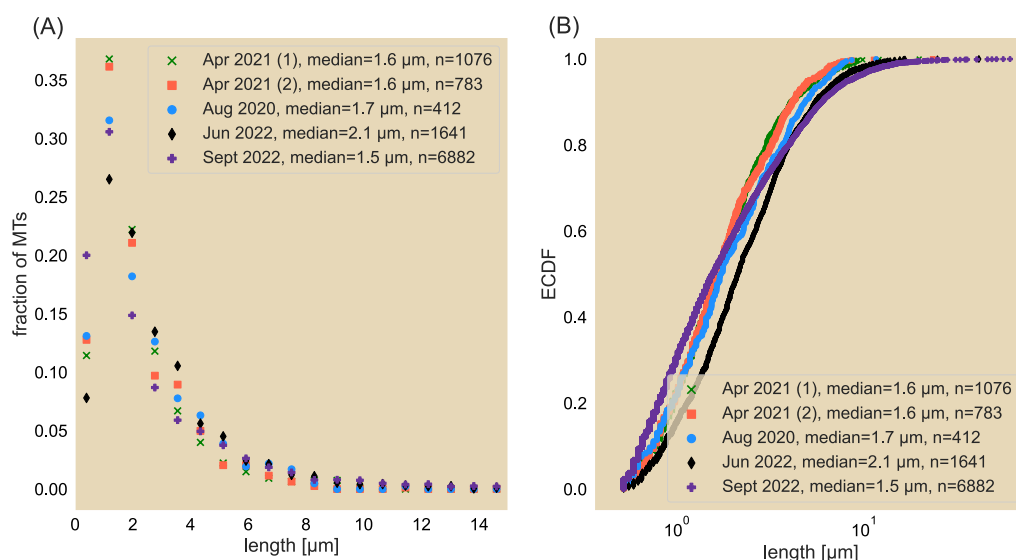 (A)
(B)
Apr 2021 (1), median=1.6 µm, n=1076
Apr 2021 (2), median=1.6 µm, n=783
Aug 2020, median=1.7 µm, n=412
Jun 2022, median=2.1 µm, n=1641
Sept 2022, median=1.5 µm, n=6882
fraction of MTs
0.35
0.30
0.25
0.20
0.15
0.10
0.05
0.00
0 2 4 6 8 10 12 14
length [µm]
ECDF
1.0
0.8
0.6
0.4
0.2
0.0
Apr 2021 (1), median=1.6 µm, n=1076
Apr 2021 (2), median=1.6 µm, n=783
Aug 2020, median=1.7 µm, n=412
Jun 2022, median=2.1 µm, n=1641
Sept 2022, median=1.5 µm, n=6882
10⁰ 10¹
length [µm]